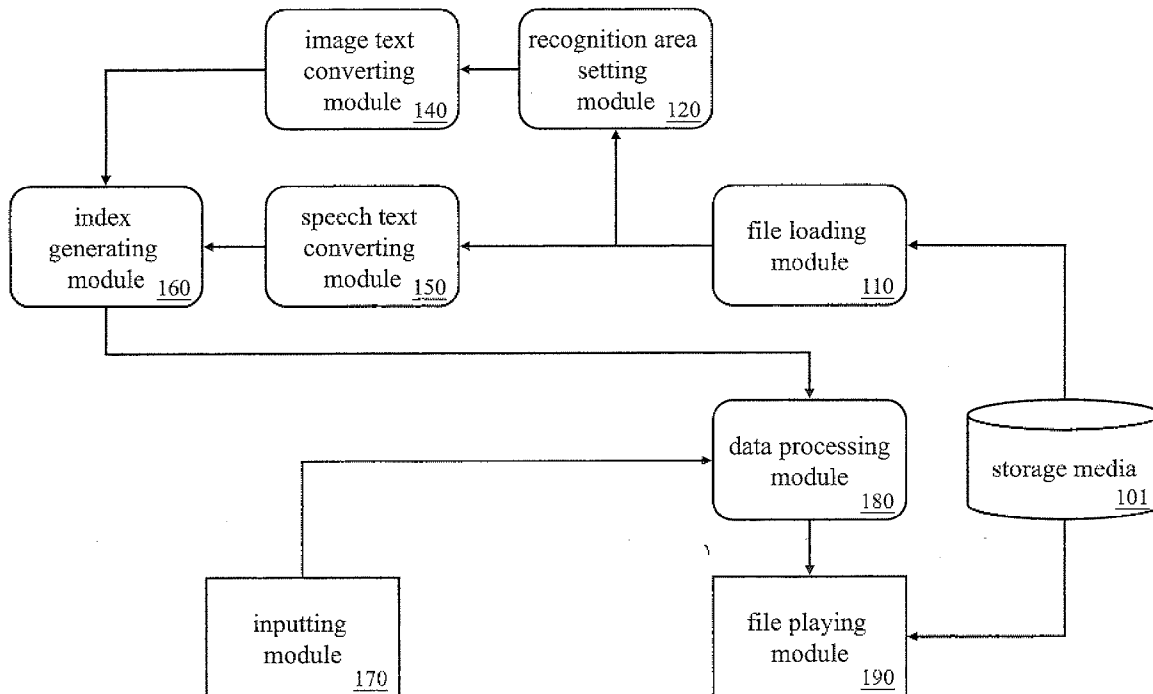 image text
converting
module
140
recognition area
setting
module
120
index
generating
module
160
speech text
converting
module
150
file loading
module
110
data processing
module
180
storage media
101
inputting
module
170
file playing
module
190